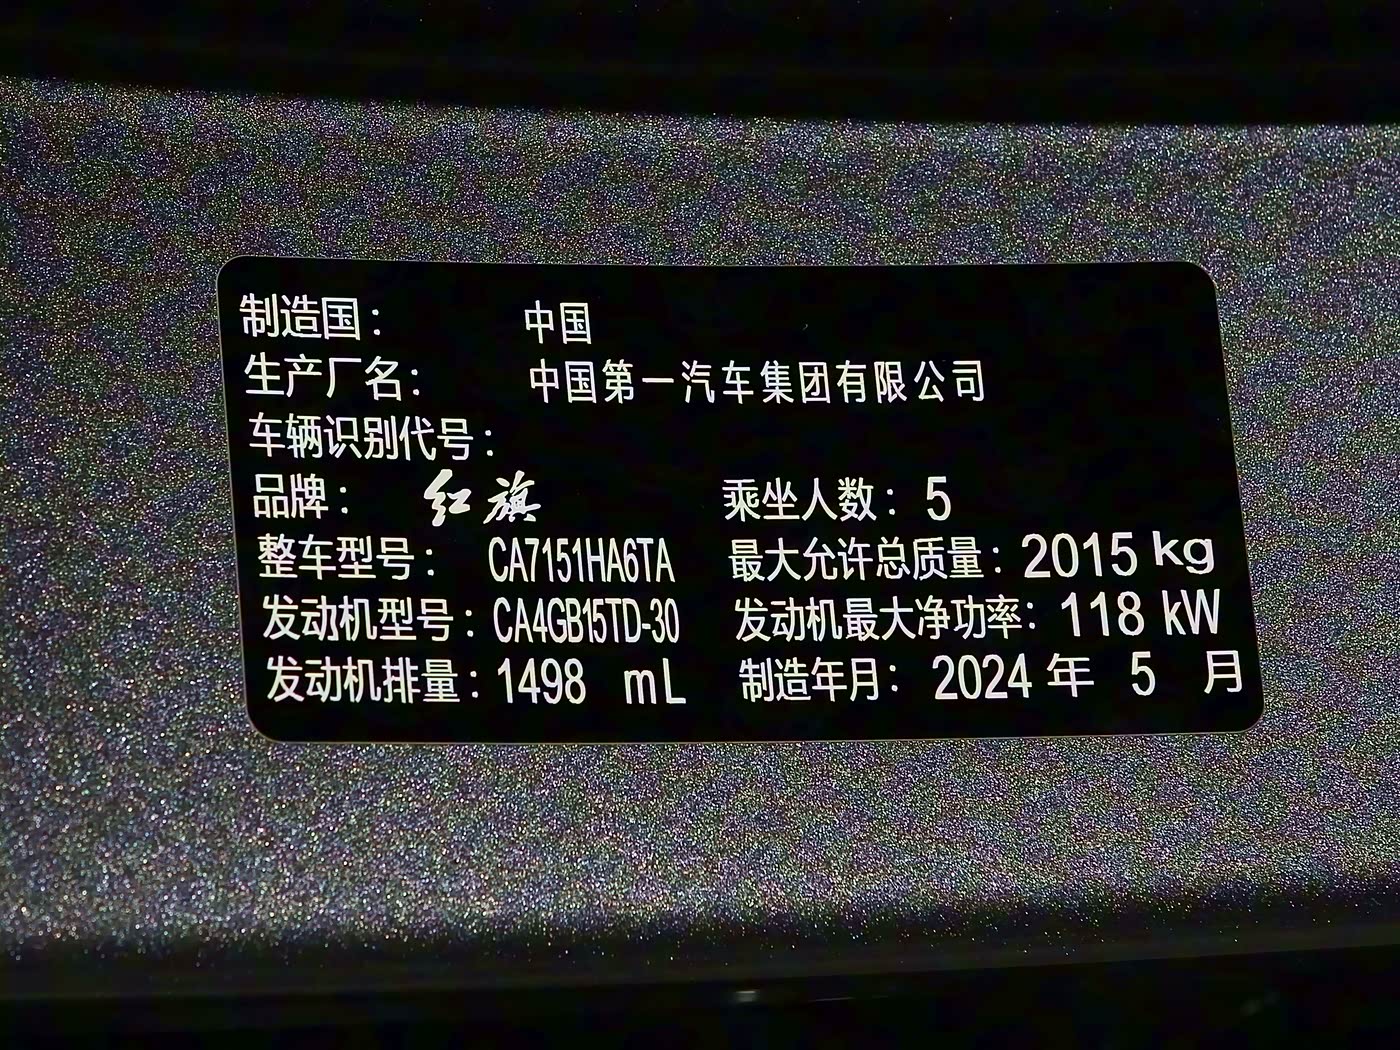 制造国： 中国
生产厂名： 中国第一汽车集团有限公司
车辆识别代号：
品牌： 红旗 乘坐人数： 5
整车型号： CA7151HA6TA 最大允许总质量： 2015 kg
发动机型号： CA4GB15TD-30 发动机最大净功率： 118 kW
发动机排量： 1498 mL 制造年月： 2024 年 5 月